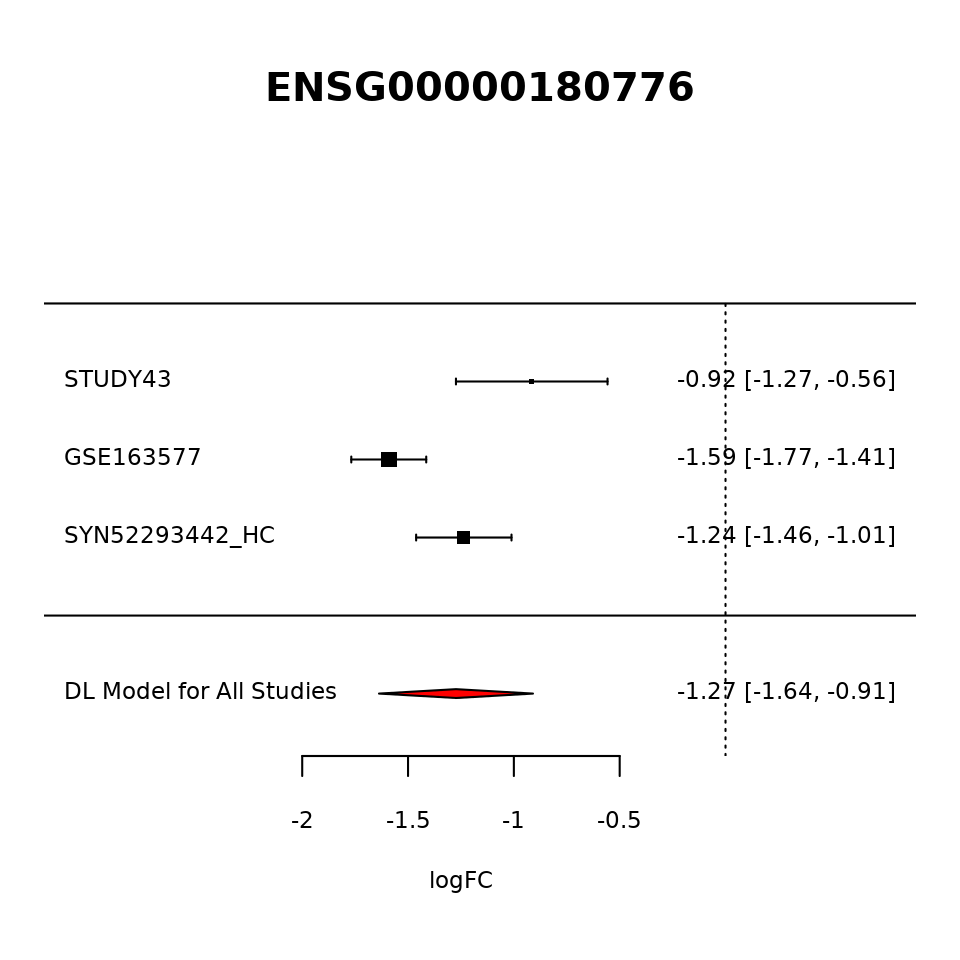 ENSG00000180776
STUDY43 -0.92 [-1.27, -0.56]
GSE163577 -1.59 [-1.77, -1.41]
SYN52293442_HC -1.24 [-1.46, -1.01]
DL Model for All Studies -1.27 [-1.64, -0.91]
-2 -1.5 -1 -0.5
logFC